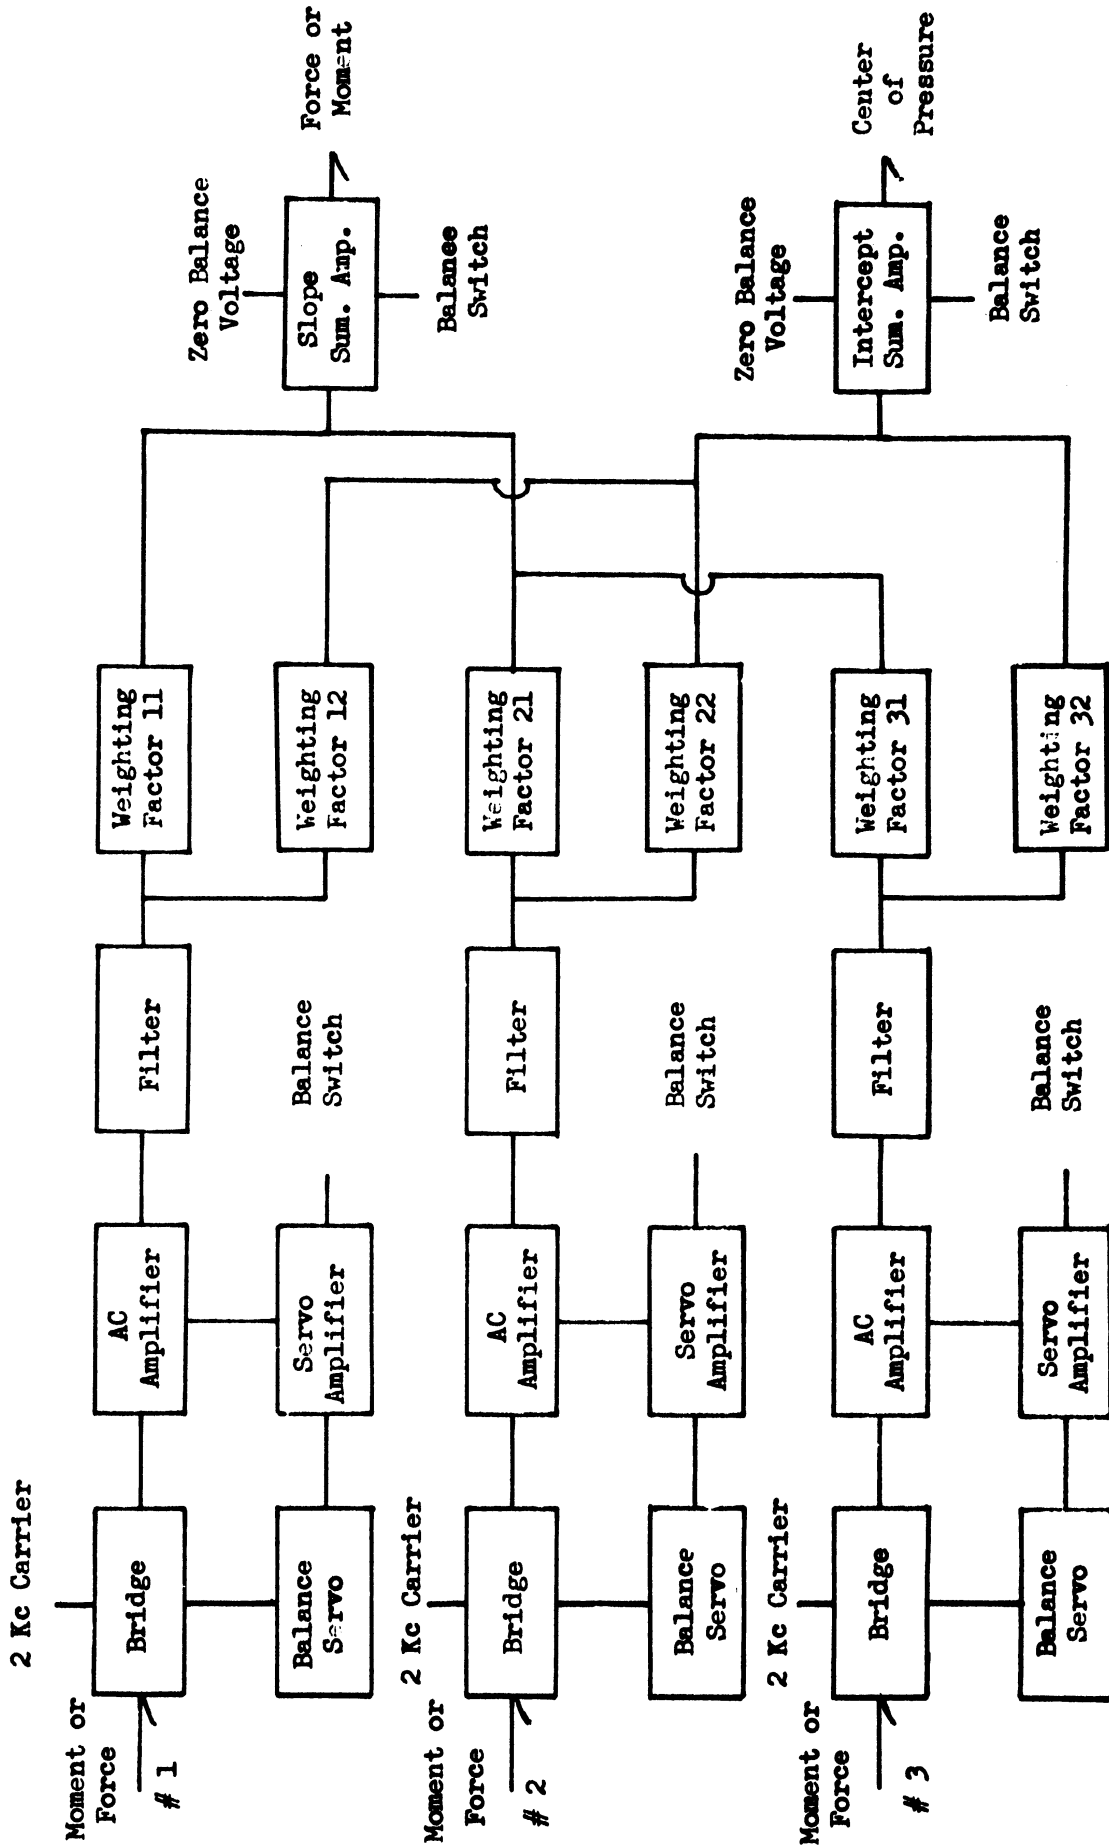 2 Kc Carrier
Moment or
Force
# 1
Bridge
AC
Amplifier
Filter
Weighting
Factor 11
Balance
Servo
Servo
Amplifier
Balance
Switch
Weighting
Factor 12
Zero Balance
Voltage
Slope
Sum. Amp.
Force or
Moment
Balance
Switch
2 Kc Carrier
Moment or
Force
# 2
Bridge
AC
Amplifier
Filter
Weighting
Factor 21
Balance
Servo
Servo
Amplifier
Balance
Switch
Weighting
Factor 22
Zero Balance
Voltage
Intercept
Sum. Amp.
Center
of
Pressure
Balance
Switch
2 Kc Carrier
Moment or
Force
# 3
Bridge
AC
Amplifier
Filter
Weighting
Factor 31
Balance
Servo
Servo
Amplifier
Balance
Switch
Weighting
Factor 32